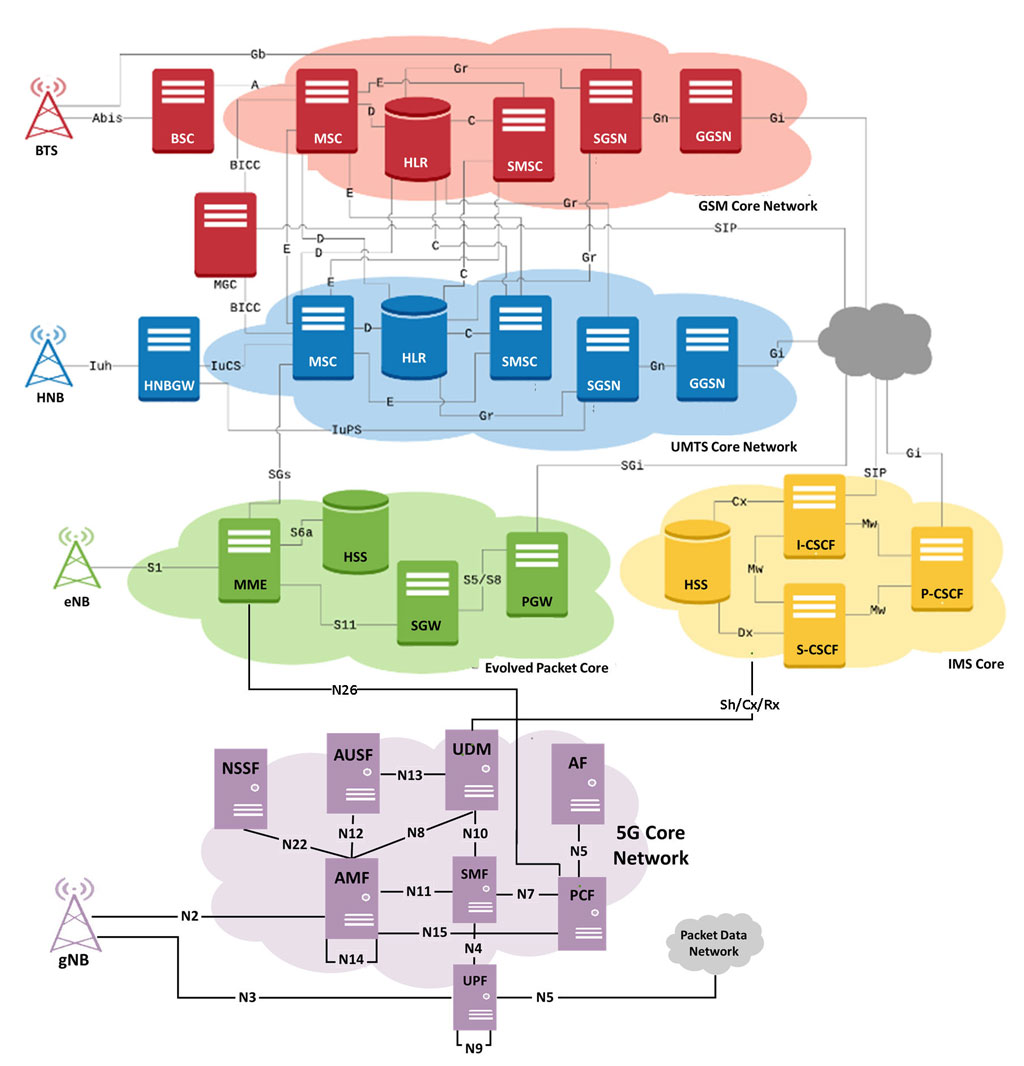 Gb
Gr
E
A
D
C
Abis
Gn
Gi
BTS
BSC
MSC
HLR
SMSC
SGSN
GGSN
BICC
E
Gr
GSM Core Network
SIP
MGC
E
D
D
C
Gr
E
C
BICC
HNB
Iuh
HNBGW
IuCS
MSC
D
HLR
C
SMSC
SGSN
Gn
GGSN
Gi
E
Gr
IuPS
UMTS Core Network
SGs
SGi
SIP
Gi
eNB
S1
MME
S6a
HSS
S11
SGW
S5/S8
PGW
Evolved Packet Core
Cx
I-CSCF
Mw
HSS
Mw
P-CSCF
Mw
Dx
S-CSCF
IMS Core
N26
Sh/Cx/Rx
NSSF
AUSF
N13
UDM
AF
N22
N12
N8
N10
N5
5G Core
Network
AMF
N11
SMF
N7
PCF
gNB
N2
N15
N14
N4
Packet Data
Network
N3
UPF
N5
N9